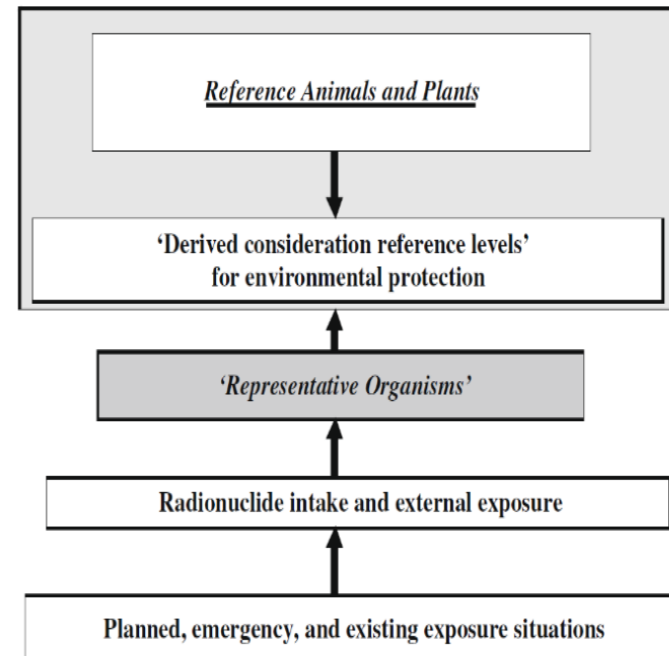 Reference Animals and Plants
‘Derived consideration reference levels’
for environmental protection
‘Representative Organisms’
Radionuclide intake and external exposure
Planned, emergency, and existing exposure situations